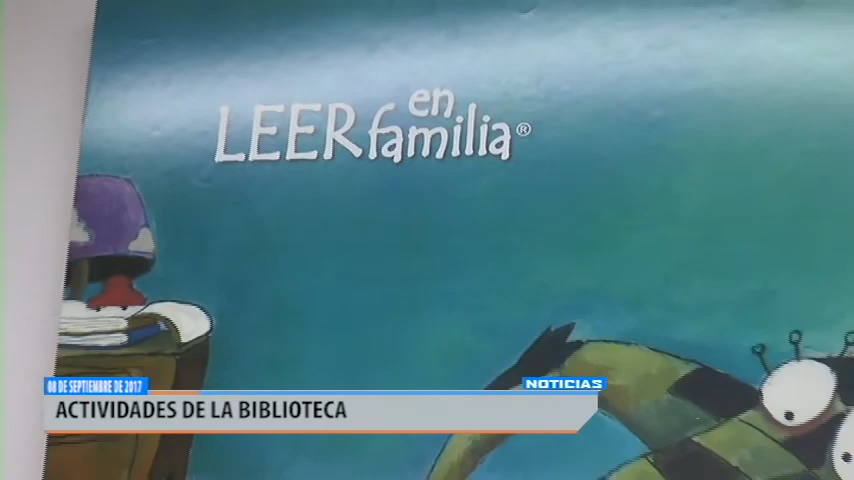 LEER en familia®
08 DE SEPTIEMBRE DE 2017
NOTICIAS
ACTIVIDADES DE LA BIBLIOTECA